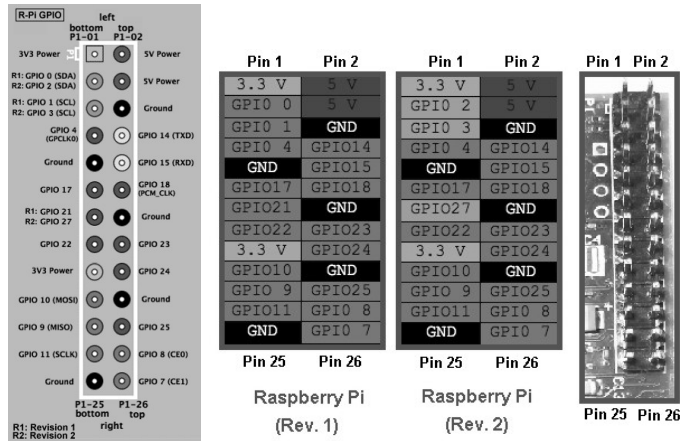 R-Pi GPIO
left
bottom top
P1-01 P1-02
3V3 Power 5V Power
R1: GPIO 0 (SDA)
R2: GPIO 2 (SDA) 5V Power
R1: GPIO 1 (SCL)
R2: GPIO 3 (SCL) Ground
GPIO 4
(GPCLK0) GPIO 14 (TXD)
Ground GPIO 15 (RXD)
GPIO 17 GPIO 18
(PCM_CLK)
R1: GPIO 21
R2: GPIO 27 Ground
GPIO 22 GPIO 23
3V3 Power GPIO 24
GPIO 10 (MOSI) Ground
GPIO 9 (MISO) GPIO 25
GPIO 11 (SCLK) GPIO 8 (CE0)
Ground GPIO 7 (CE1)
P1-25 P1-26
bottom top
right
R1: Revision 1
R2: Revision 2
Pin 1 Pin 2
3.3 V 5 V
GPIO 0 5 V
GPIO 1 GND
GPIO 4 GPIO14
GND GPIO15
GPIO17 GPIO18
GPIO21 GND
GPIO22 GPIO23
3.3 V GPIO24
GPIO10 GND
GPIO 9 GPIO25
GPIO11 GPIO 8
GND GPIO 7
Pin 25 Pin 26
Raspberry Pi
(Rev. 1)
Pin 1 Pin 2
3.3 V 5 V
GPIO 2 5 V
GPIO 3 GND
GPIO 4 GPIO14
GND GPIO15
GPIO17 GPIO18
GPIO27 GND
GPIO22 GPIO23
3.3 V GPIO24
GPIO10 GND
GPIO 9 GPIO25
GPIO11 GPIO 8
GND GPIO 7
Pin 25 Pin 26
Raspberry Pi
(Rev. 2)
Pin 1 Pin 2
Pin 25 Pin 26